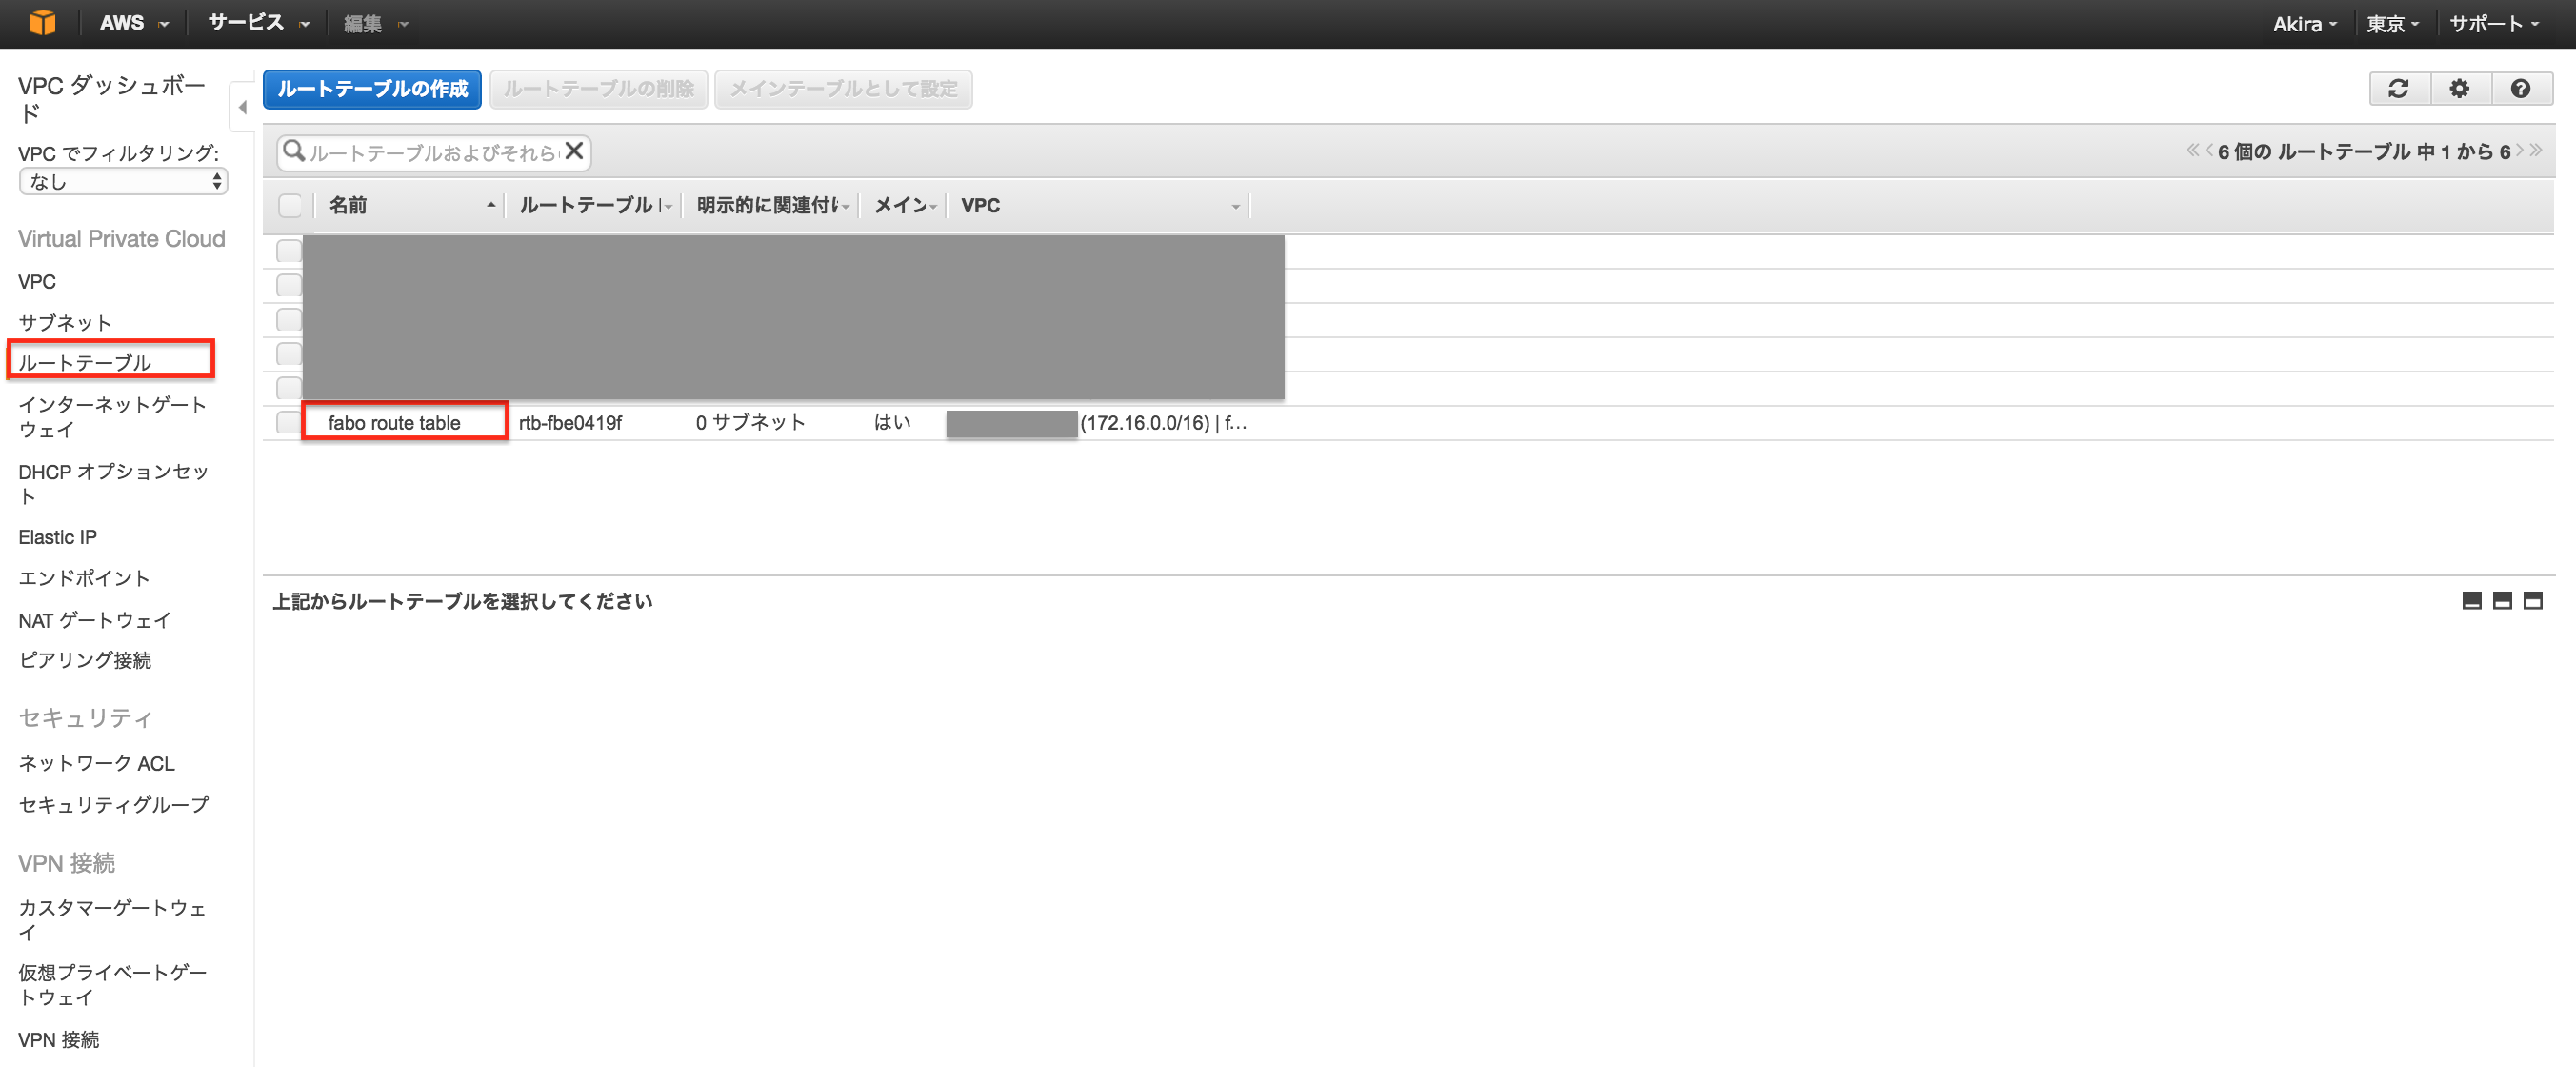 AWS サービス 編集 Akira 東京 サポート
VPC ダッシュボー
ド
VPC でフィルタリング:
なし
Virtual Private Cloud
VPC
サブネット
ルートテーブル
インターネットゲート
ウェイ
DHCP オプションセッ
ト
Elastic IP
エンドポイント
NAT ゲートウェイ
ピアリング接続
セキュリティ
ネットワーク ACL
セキュリティグループ
VPN 接続
カスタマーゲートウェ
イ
仮想プライベートゲー
トウェイ
VPN 接続
ルートテーブルの作成 ルートテーブルの削除 メインテーブルとして設定
ルートテーブルおよびそれら
6 個の ルートテーブル 中 1 から 6
名前 ルートテーブル 明示的に関連付け メイン VPC
fabo route table rtb-fbe0419f 0 サブネット はい (172.16.0.0/16) | f...
上記からルートテーブルを選択してください